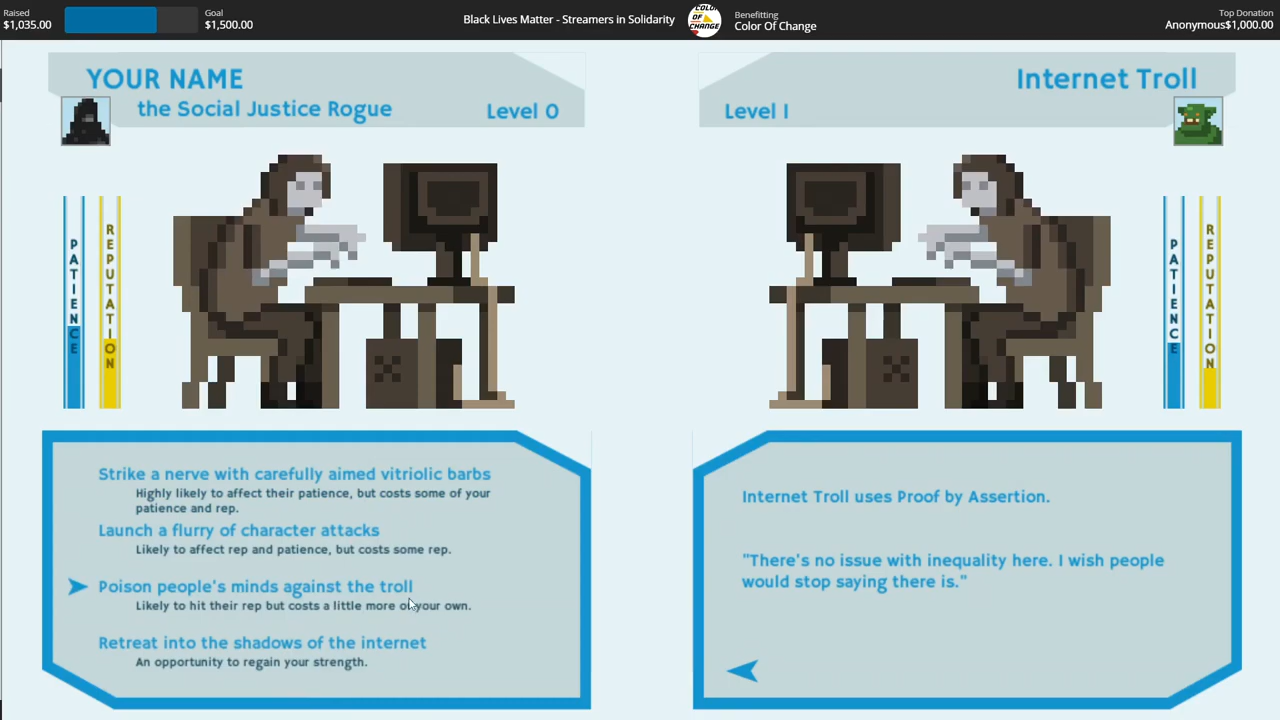 Raised
$1,035.00
Goal
$1,500.00
Black Lives Matter - Streamers in Solidarity
COLOR
OF
CHANGE
Benefitting
Color Of Change
Top Donation
Anonymous$1,000.00
YOUR NAME
the Social Justice Rogue
Level 0
Internet Troll
Level 1
PATIENCE
REPUTATION
PATIENCE
REPUTATION
Strike a nerve with carefully aimed vitriolic barbs
Highly likely to affect their patience, but costs some of your
patience and rep.
Launch a flurry of character attacks
Likely to affect rep and patience, but costs some rep.
Poison people's minds against the troll
Likely to hit their rep but costs a little more of your own.
Retreat into the shadows of the internet
An opportunity to regain your strength.
Internet Troll uses Proof by Assertion.
"There's no issue with inequality here. I wish people
would stop saying there is."